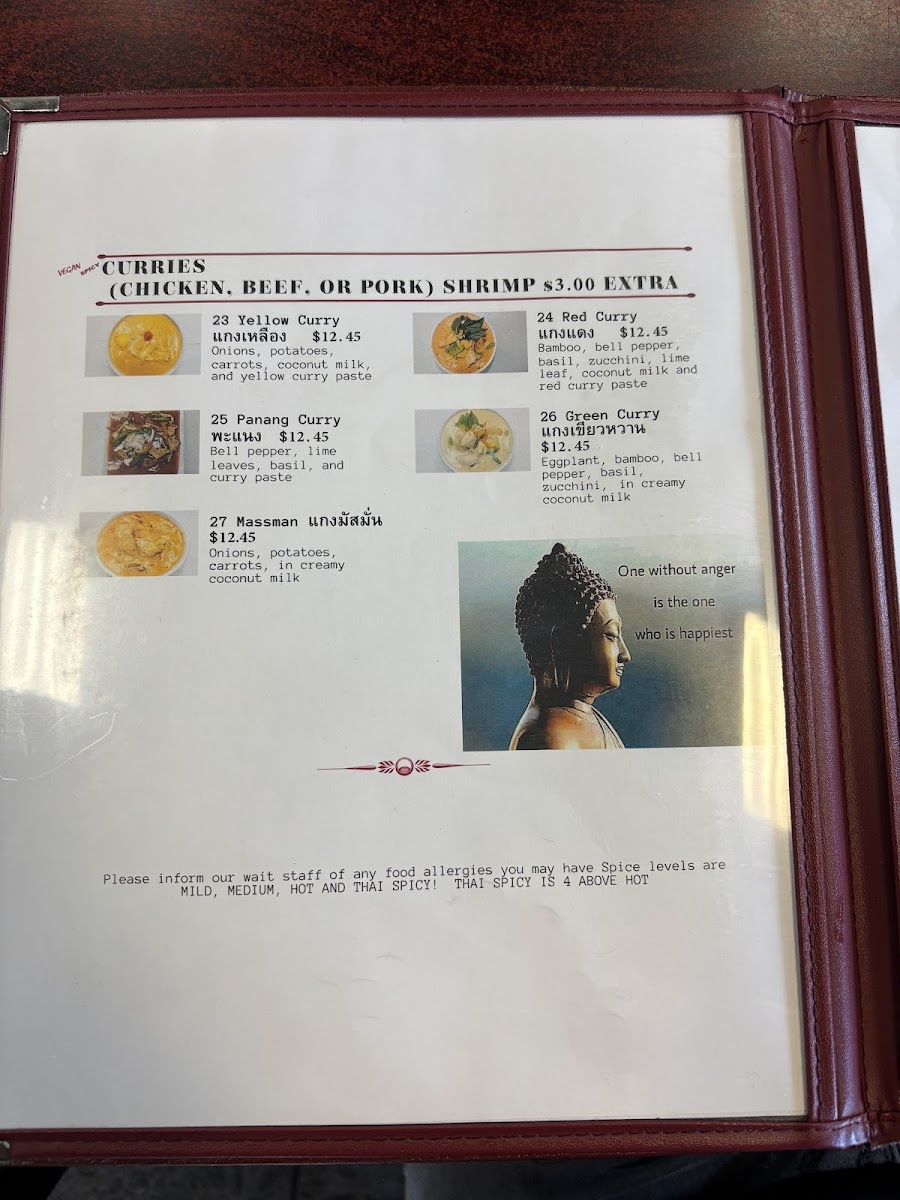 VEGAN
SPICY
CURRIES
(CHICKEN, BEEF, OR PORK) SHRIMP $3.00 EXTRA
23 Yellow Curry
แกงเหลือง $12.45
Onions, potatoes,
carrots, coconut milk,
and yellow curry paste
24 Red Curry
แกงแดง $12.45
Bamboo, bell pepper,
basil, zucchini, lime
leaf, coconut milk and
red curry paste
25 Panang Curry
พะแนง $12.45
Bell pepper, lime
leaves, basil, and
curry paste
26 Green Curry
แกงเขียวหวาน
$12.45
Eggplant, bamboo, bell
pepper, basil,
zucchini, in creamy
coconut milk
27 Massman แกงมัสมั่น
$12.45
Onions, potatoes,
carrots, in creamy
coconut milk
One without anger
is the one
who is happiest
Please inform our wait staff of any food allergies you may have Spice levels are
MILD, MEDIUM, HOT AND THAI SPICY! THAI SPICY IS 4 ABOVE HOT